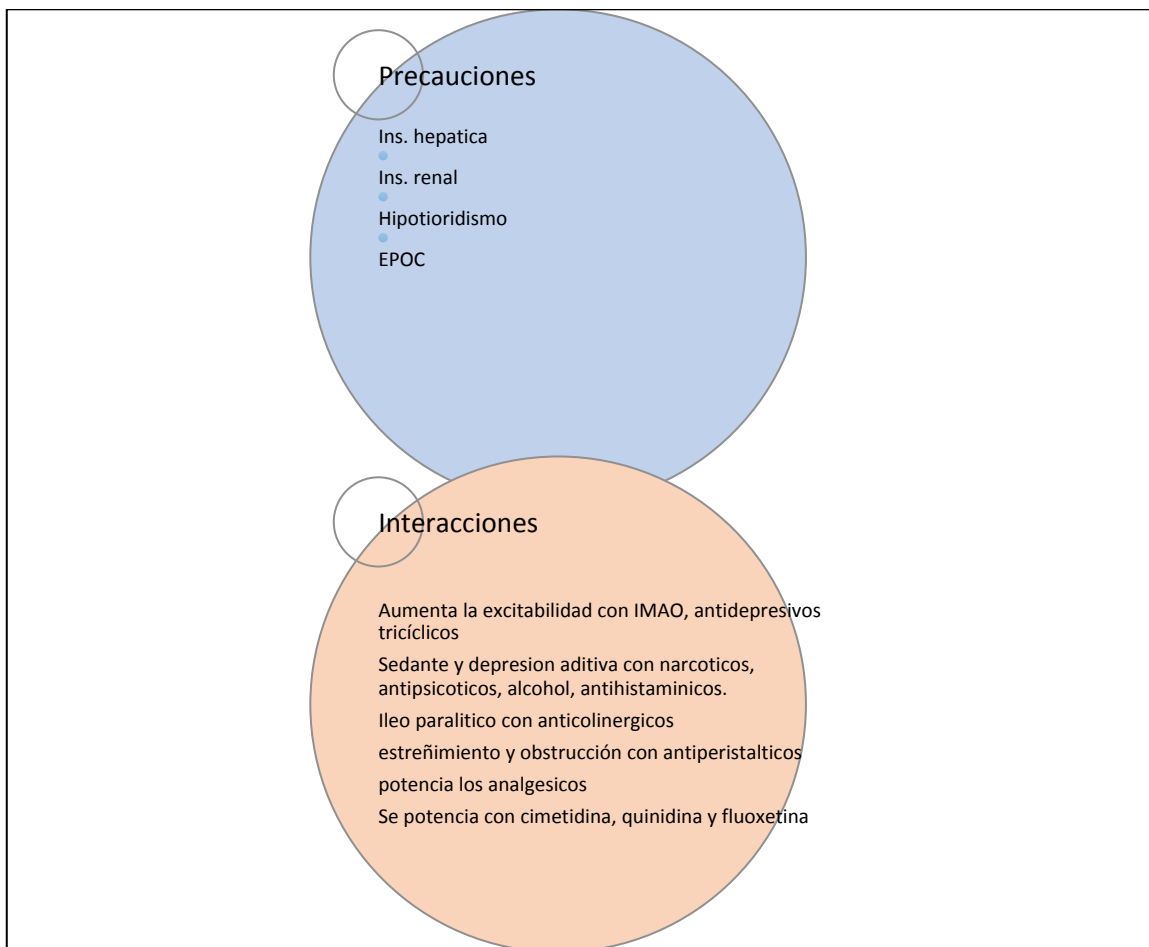 Precauciones
Ins. hepatica
Ins. renal
Hipotioridismo
EPOC
Interacciones
Aumenta la excitabilidad con IMAO, antidepresivos
tricíclicos
Sedante y depresion aditiva con narcoticos,
antipsicoticos, alcohol, antihistaminicos.
Ileo paralitico con anticolinergicos
estreñimiento y obstrucción con antiperistalticos
potencia los analgesicos
Se potencia con cimetidina, quinidina y fluoxetina